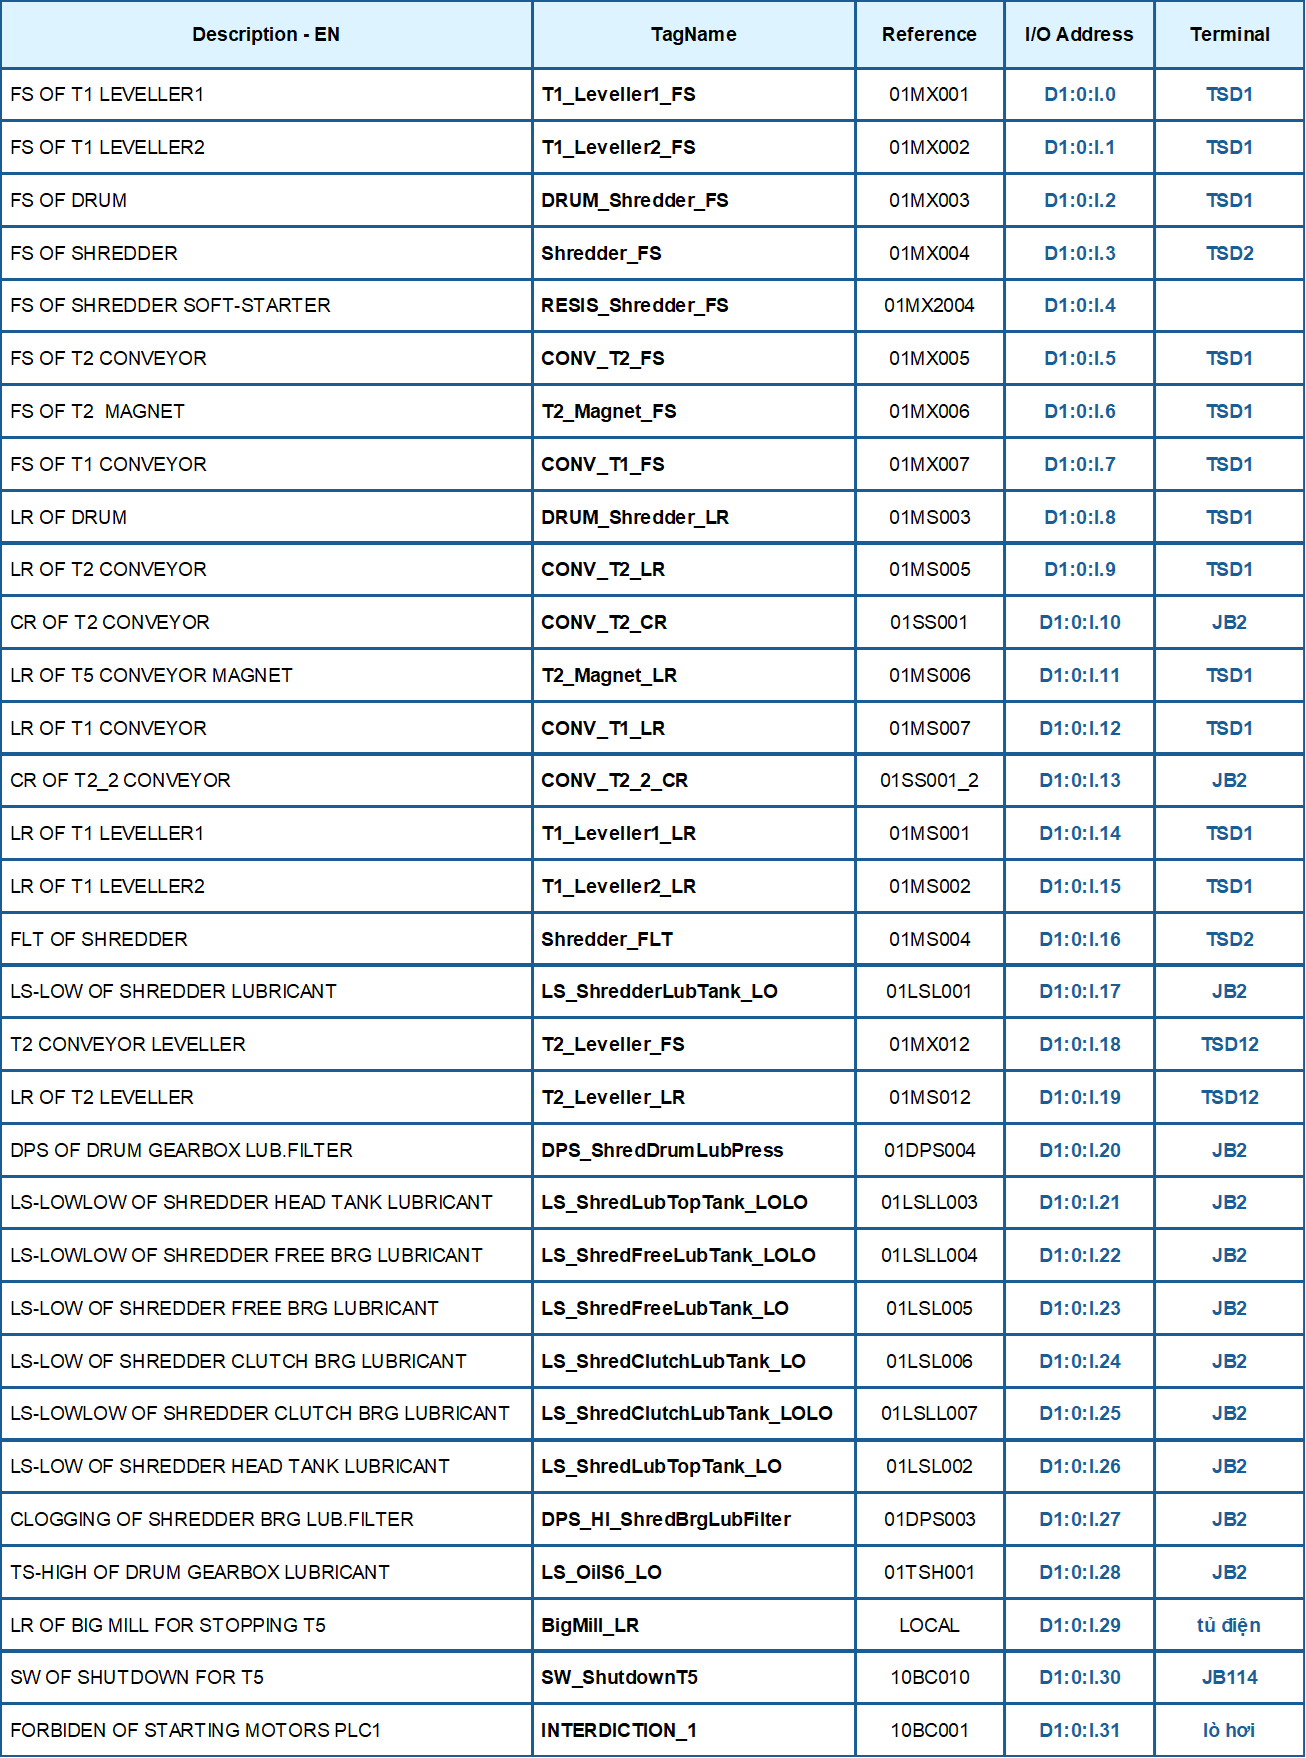 Description - EN TagName Reference I/O Address Terminal
FS OF T1 LEVELLER1 T1_Leveller1_FS 01MX001 D1:0:I.0 TSD1
FS OF T1 LEVELLER2 T1_Leveller2_FS 01MX002 D1:0:I.1 TSD1
FS OF DRUM DRUM_Shredder_FS 01MX003 D1:0:I.2 TSD1
FS OF SHREDDER Shredder_FS 01MX004 D1:0:I.3 TSD2
FS OF SHREDDER SOFT-STARTER RESIS_Shredder_FS 01MX2004 D1:0:I.4
FS OF T2 CONVEYOR CONV_T2_FS 01MX005 D1:0:I.5 TSD1
FS OF T2  MAGNET T2_Magnet_FS 01MX006 D1:0:I.6 TSD1
FS OF T1 CONVEYOR CONV_T1_FS 01MX007 D1:0:I.7 TSD1
LR OF DRUM DRUM_Shredder_LR 01MS003 D1:0:I.8 TSD1
LR OF T2 CONVEYOR CONV_T2_LR 01MS005 D1:0:I.9 TSD1
CR OF T2 CONVEYOR CONV_T2_CR 01SS001 D1:0:I.10 JB2
LR OF T5 CONVEYOR MAGNET T2_Magnet_LR 01MS006 D1:0:I.11 TSD1
LR OF T1 CONVEYOR CONV_T1_LR 01MS007 D1:0:I.12 TSD1
CR OF T2_2 CONVEYOR CONV_T2_2_CR 01SS001_2 D1:0:I.13 JB2
LR OF T1 LEVELLER1 T1_Leveller1_LR 01MS001 D1:0:I.14 TSD1
LR OF T1 LEVELLER2 T1_Leveller2_LR 01MS002 D1:0:I.15 TSD1
FLT OF SHREDDER Shredder_FLT 01MS004 D1:0:I.16 TSD2
LS-LOW OF SHREDDER LUBRICANT LS_ShredderLubTank_LO 01LSL001 D1:0:I.17 JB2
T2 CONVEYOR LEVELLER T2_Leveller_FS 01MX012 D1:0:I.18 TSD12
LR OF T2 LEVELLER T2_Leveller_LR 01MS012 D1:0:I.19 TSD12
DPS OF DRUM GEARBOX LUB.FILTER DPS_ShredDrumLubPress 01DPS004 D1:0:I.20 JB2
LS-LOWLOW OF SHREDDER HEAD TANK LUBRICANT LS_ShredLubTopTank_LOLO 01LSLL003 D1:0:I.21 JB2
LS-LOWLOW OF SHREDDER FREE BRG LUBRICANT LS_ShredFreeLubTank_LOLO 01LSLL004 D1:0:I.22 JB2
LS-LOW OF SHREDDER FREE BRG LUBRICANT LS_ShredFreeLubTank_LO 01LSL005 D1:0:I.23 JB2
LS-LOW OF SHREDDER CLUTCH BRG LUBRICANT LS_ShredClutchLubTank_LO 01LSL006 D1:0:I.24 JB2
LS-LOWLOW OF SHREDDER CLUTCH BRG LUBRICANT LS_ShredClutchLubTank_LOLO 01LSLL007 D1:0:I.25 JB2
LS-LOW OF SHREDDER HEAD TANK LUBRICANT LS_ShredLubTopTank_LO 01LSL002 D1:0:I.26 JB2
CLOGGING OF SHREDDER BRG LUB.FILTER DPS_HI_ShredBrgLubFilter 01DPS003 D1:0:I.27 JB2
TS-HIGH OF DRUM GEARBOX LUBRICANT LS_OilS6_LO 01TSH001 D1:0:I.28 JB2
LR OF BIG MILL FOR STOPPING T5 BigMill_LR LOCAL D1:0:I.29 tủ điện
SW OF SHUTDOWN FOR T5 SW_ShutdownT5 10BC010 D1:0:I.30 JB114
FORBIDEN OF STARTING MOTORS PLC1 INTERDICTION_1 10BC001 D1:0:I.31 lò hơi